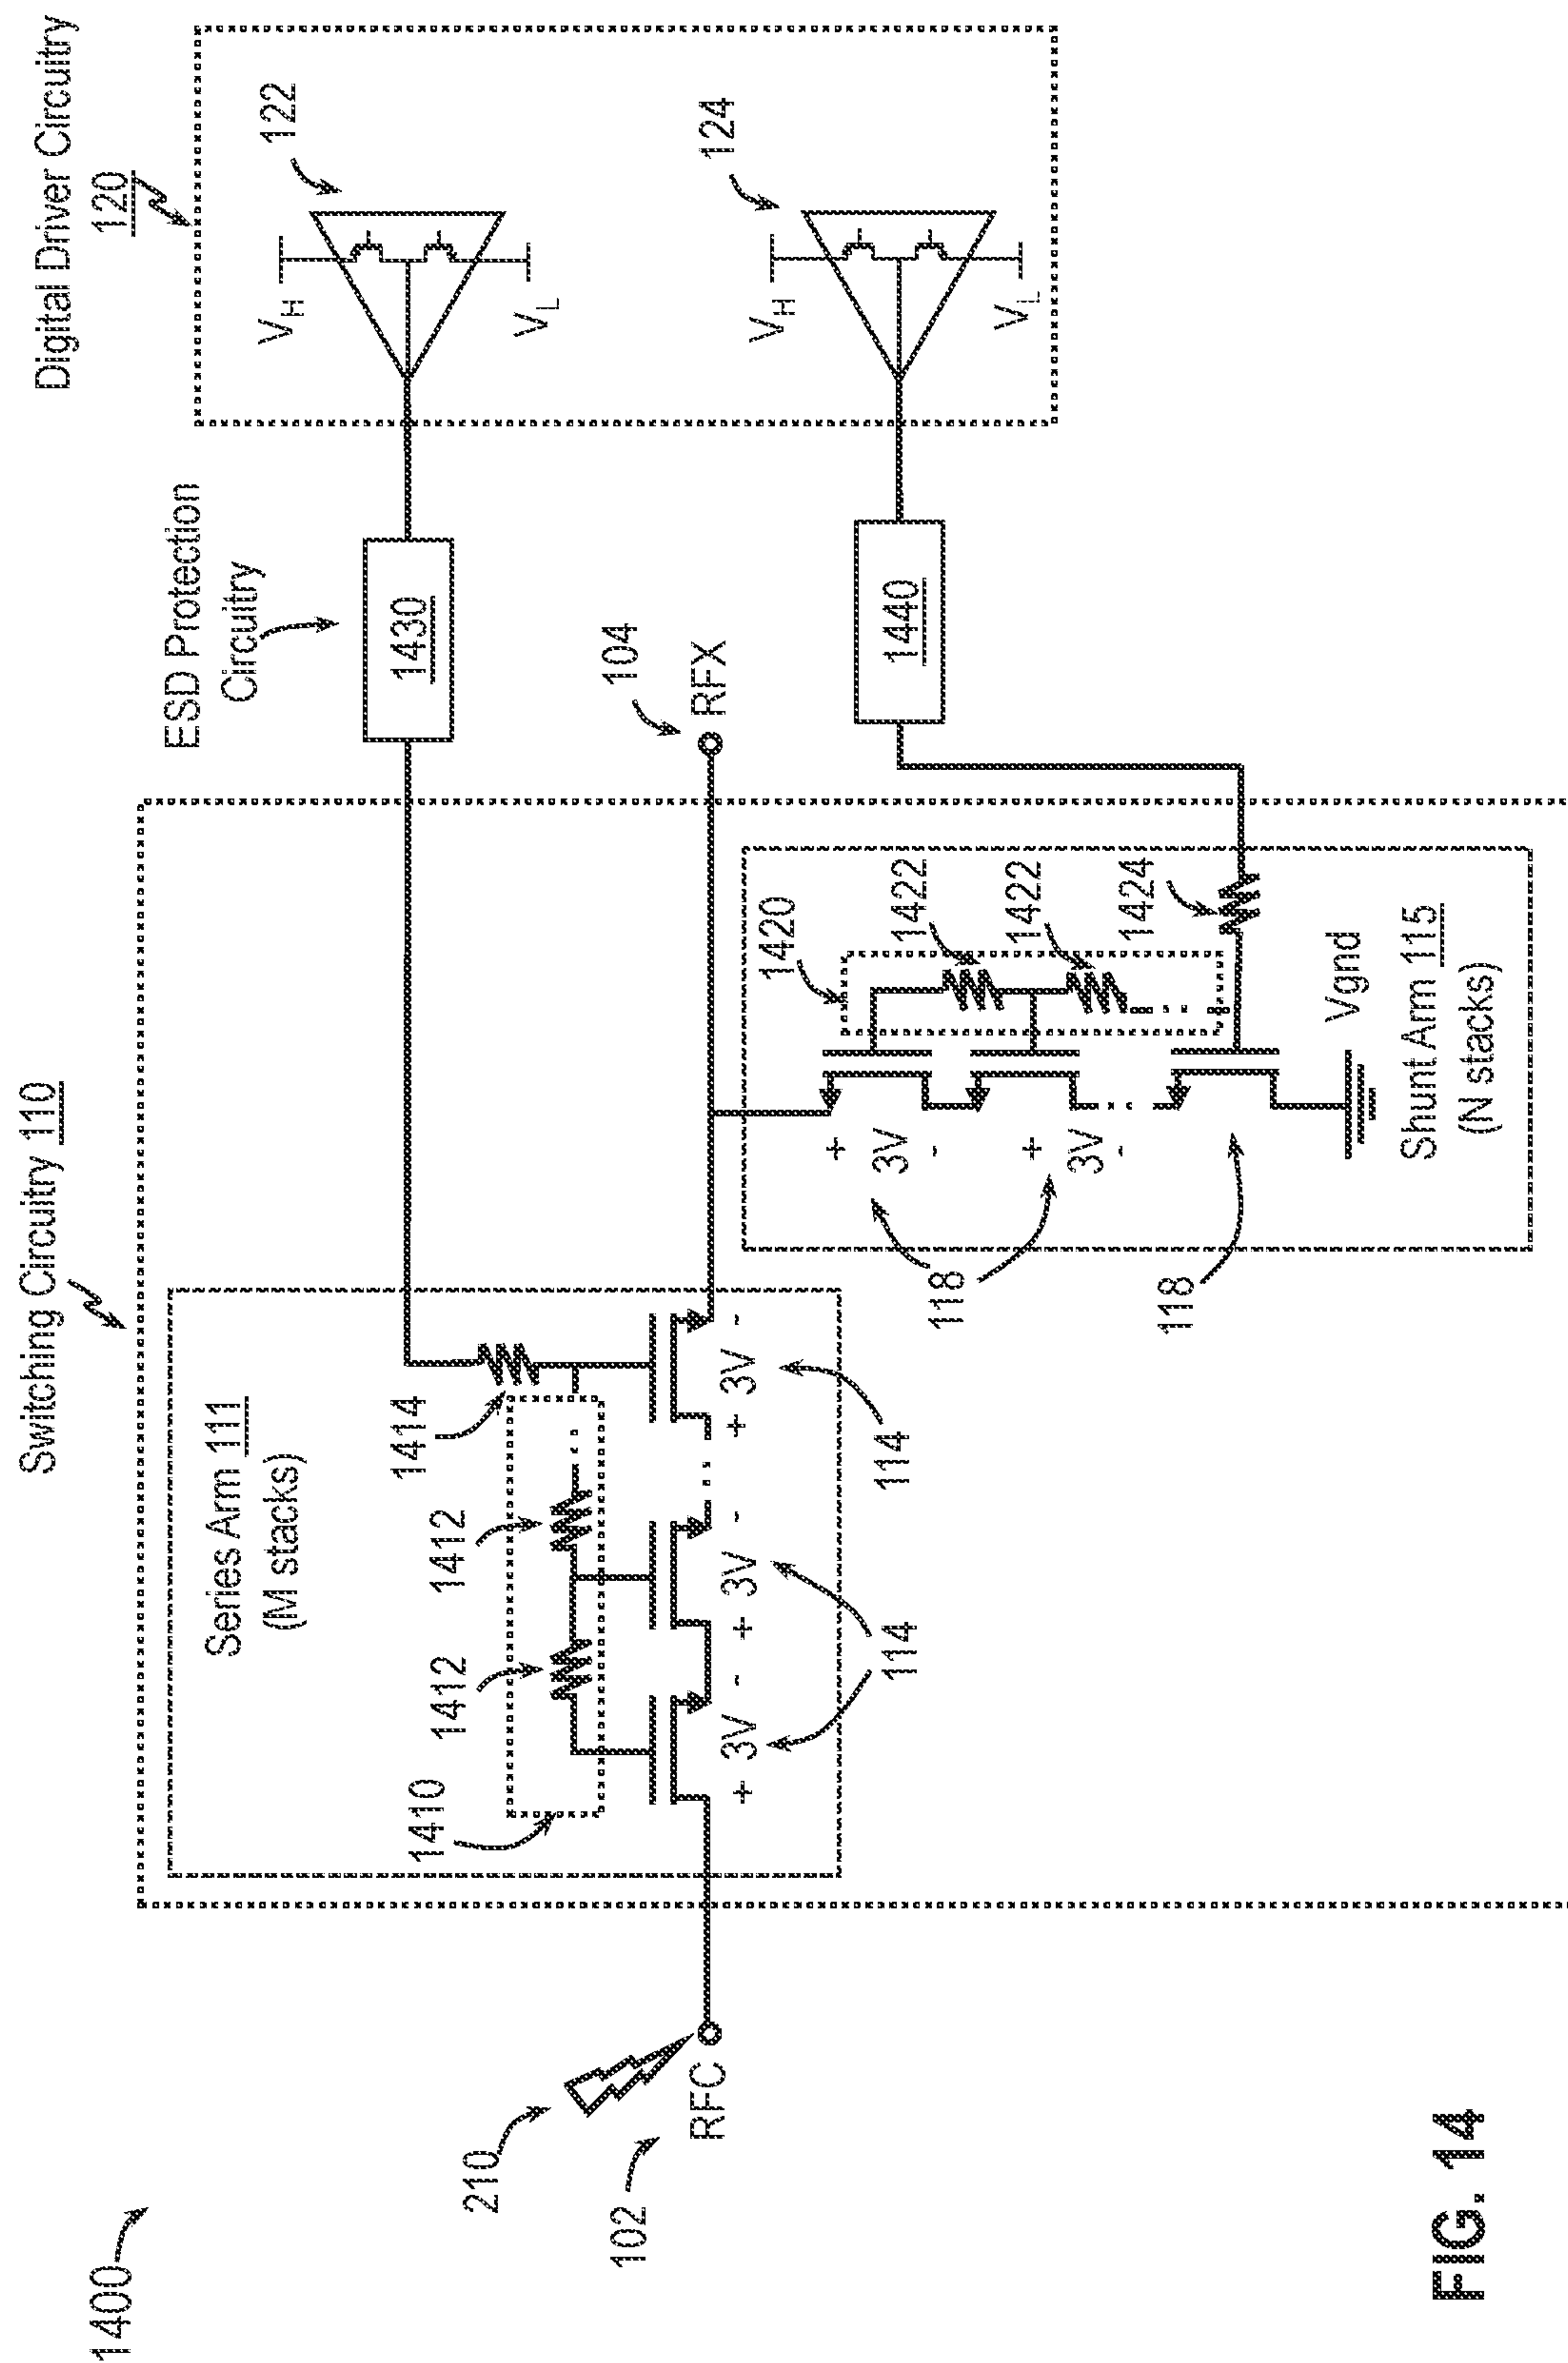 1400
Switching Circuitry 110
Digital Driver Circuitry
120
Series Arm 111
(M stacks)
ESD Protection
Circuitry
122
VH
VL
1430
1414
1412
1412
1410
210
102
RFC
+ 3V - + 3V - + 3V -
114
114
104
RFX
124
VH
VL
1440
1420
1422
1422
1424
+
3V
-
+
3V
-
118
118
Vgnd
Shunt Arm 115
(N stacks)
FIG. 14